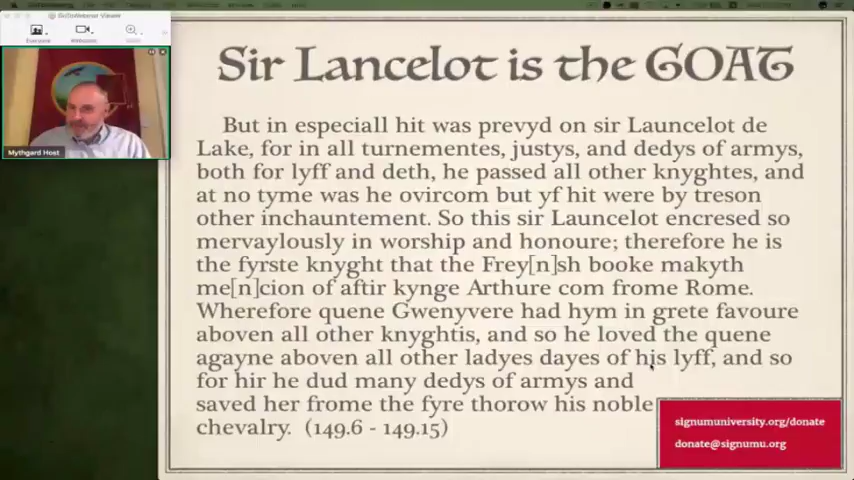 GoToWebinar Viewer
Everyone
Webcam
Mythgard Host
Sir Lancelot is the GOAT
But in especiall hit was prevyd on sir Launcelot de
Lake, for in all turnementes, justys, and dedys of armys,
both for lyff and deth, he passed all other knyghtes, and
at no tyme was he ovircom but yf hit were by treson
other inchauntement. So this sir Launcelot encresed so
mervaylously in worship and honoure; therefore he is
the fyrste knyght that the Frey[n]sh booke makyth
me[n]cion of aftir kynge Arthure com frome Rome.
Wherefore quene Gwenyvere had hym in grete favoure
aboven all other knyghtis, and so he loved the quene
agayne aboven all other ladyes dayes of his lyff, and so
for hir he dud many dedys of armys and
saved her frome the fyre thorow his noble
chevalry. (149.6 - 149.15)
signumuniversity.org/donate
donate@signumu.org